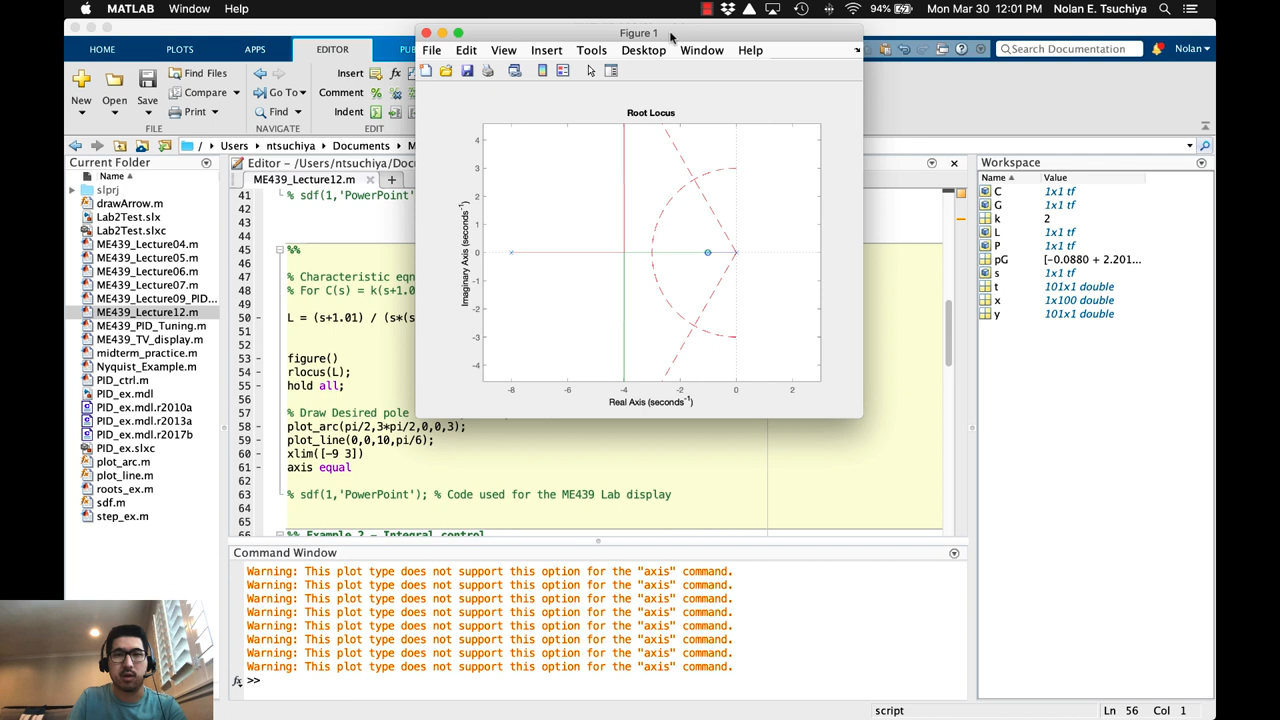 MATLAB Window Help
94% Mon Mar 30 12:01 PM Nolan E. Tsuchiya
Figure 1
HOME PLOTS APPS EDITOR
Search Documentation Nolan
File Edit View Insert Tools Desktop Window Help
New Open Save
Find Files
Compare
Print
Go To
Find
Insert fx
Comment
Indent
FILE NAVIGATE EDIT
/ Users ntsuchiya Documents
Current Folder
Name
slprj
drawArrow.m
Lab2Test.slx
Lab2Test.slxc
ME439_Lecture04.m
ME439_Lecture05.m
ME439_Lecture06.m
ME439_Lecture07.m
ME439_Lecture09_PID...
ME439_Lecture12.m
ME439_PID_Tuning.m
ME439_TV_display.m
midterm_practice.m
Nyquist_Example.m
PID_ctrl.m
PID_ex.mdl
PID_ex.mdl.r2010a
PID_ex.mdl.r2013a
PID_ex.mdl.r2017b
PID_ex.slxc
plot_arc.m
plot_line.m
roots_ex.m
sdf.m
step_ex.m
Editor - /Users/ntsuchiya/Docu
ME439_Lecture12.m
41 % sdf(1,'PowerPoint'
42
43
44
45 %%
46
47 % Characteristic eqn
48 % For C(s) = k(s+1.0
49
50 L = (s+1.01) / (s*(s
51
52
53 figure()
54 rlocus(L);
55 hold all;
56
57 % Draw Desired pole
58 plot_arc(pi/2,3*pi/2,0,0,3);
59 plot_line(0,0,10,pi/6);
60 xlim([-9 3])
61 axis equal
62
63 % sdf(1,'PowerPoint'); % Code used for the ME439 Lab display
64
65
66 %% Example 2 - Integral control
Root Locus
Imaginary Axis (seconds-1)
4
3
2
1
0
-1
-2
-3
-4
-8 -6 -4 -2 0 2
Real Axis (seconds-1)
Workspace
Name Value
C 1x1 tf
G 1x1 tf
k 2
L 1x1 tf
P 1x1 tf
pG [-0.0880 + 2.201...
s 1x1 tf
t 101x1 double
x 1x100 double
y 101x1 double
Command Window
Warning: This plot type does not support this option for the "axis" command.
Warning: This plot type does not support this option for the "axis" command.
Warning: This plot type does not support this option for the "axis" command.
Warning: This plot type does not support this option for the "axis" command.
Warning: This plot type does not support this option for the "axis" command.
Warning: This plot type does not support this option for the "axis" command.
Warning: This plot type does not support this option for the "axis" command.
Warning: This plot type does not support this option for the "axis" command.
fx >>
script Ln 56 Col 1